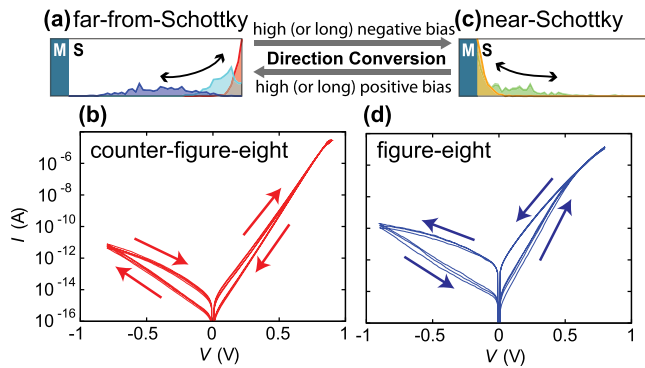 (a) far-from-Schottky
high (or long) negative bias
(c) near-Schottky
M S
Direction Conversion
M S
high (or long) positive bias
(b)
(d)
counter-figure-eight
figure-eight
I (A)
10^-6
10^-8
10^-10
10^-12
10^-14
10^-16
-1 -0.5 0 0.5 1
-1 -0.5 0 0.5 1
V (V)
V (V)